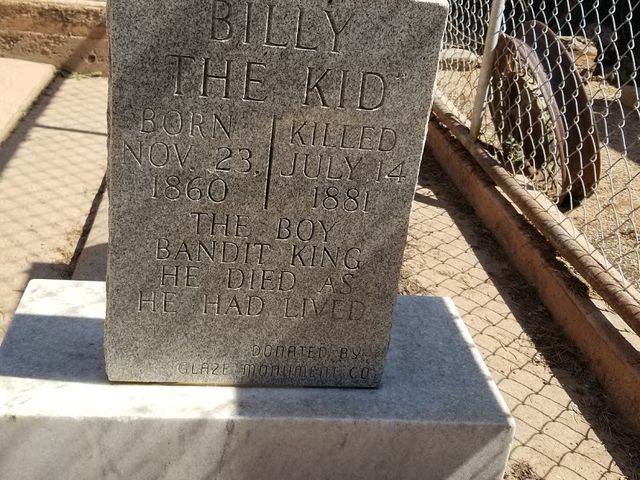 BILLY
THE KID"
BORN
NOV. 23,
1860
KILLED
JULY 14
1881
THE BOY
BANDIT KING
HE DIED AS
HE HAD LIVED
DONATED BY
GLAZE MONUMENT CO